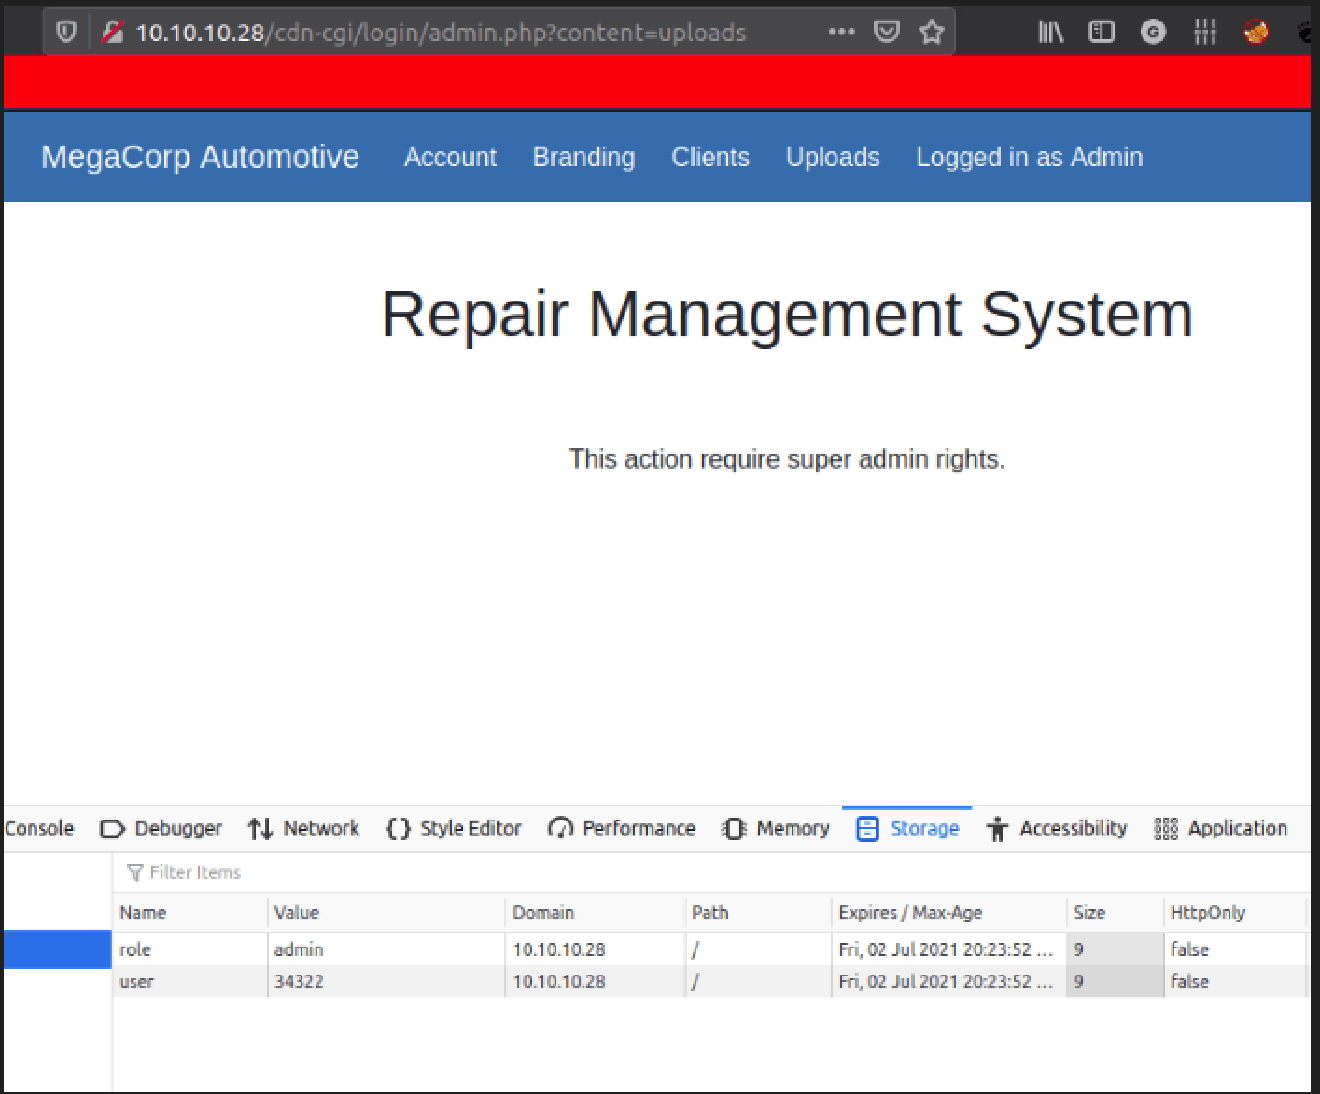 10.10.10.28/cdn-cgi/login/admin.php?content=uploads
MegaCorp Automotive Account Branding Clients Uploads Logged in as Admin
Repair Management System
This action require super admin rights.
Console Debugger Network Style Editor Performance Memory Storage Accessibility Application
Filter Items
Name Value Domain Path Expires / Max-Age Size HttpOnly
role admin 10.10.10.28 / Fri, 02 Jul 2021 20:23:52 ... 9 false
user 34322 10.10.10.28 / Fri, 02 Jul 2021 20:23:52 ... 9 false